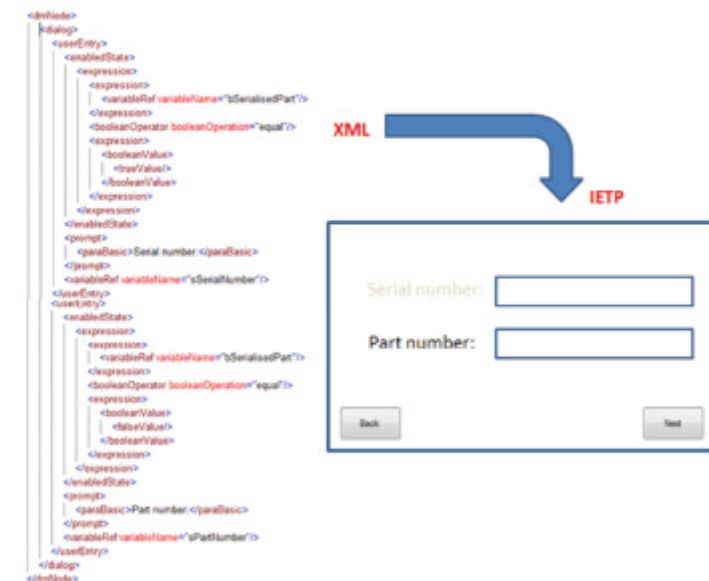 <dmNode>
<dialog>
<userEntry>
<enabledState>
<expression>
<expression>
<variableRef variableName="bSerialisedPart"/>
</expression>
<booleanOperator booleanOperation="equal"/>
<expression>
<booleanValue>
<trueValue/>
</booleanValue>
</expression>
</expression>
</enabledState>
<prompt>
<paraBasic>Serial number:</paraBasic>
</prompt>
<variableRef variableName="sSerialNumber"/>
</userEntry>
<userEntry>
<enabledState>
<expression>
<expression>
<variableRef variableName="bSerialisedPart"/>
</expression>
<booleanOperator booleanOperation="equal"/>
<expression>
<booleanValue>
<falseValue/>
</booleanValue>
</expression>
</expression>
</enabledState>
<prompt>
<paraBasic>Part number:</paraBasic>
</prompt>
<variableRef variableName="sPartNumber"/>
</userEntry>
</dialog>
</dmNode>
XML
IETP
Serial number:
Part number:
Back
Next